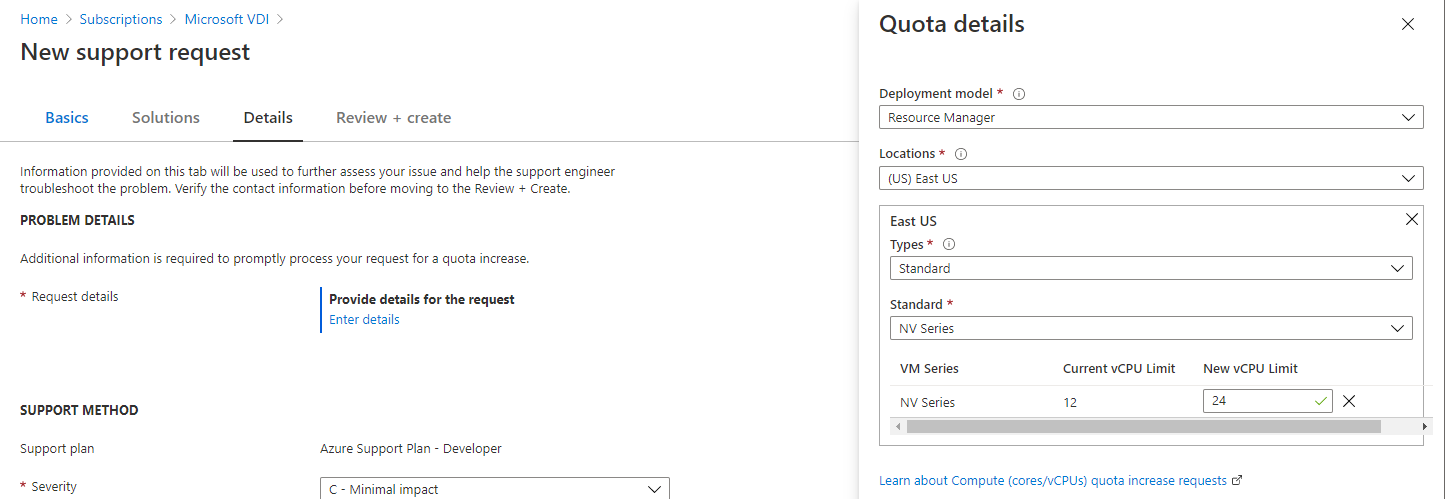 Home > Subscriptions > Microsoft VDI >
New support request
Basics Solutions Details Review + create
Information provided on this tab will be used to further assess your issue and help the support engineer
troubleshoot the problem. Verify the contact information before moving to the Review + Create.
PROBLEM DETAILS
Additional information is required to promptly process your request for a quota increase.
* Request details
Provide details for the request
Enter details
SUPPORT METHOD
Support plan Azure Support Plan - Developer
* Severity C - Minimal impact
Quota details
Deployment model *
Resource Manager
Locations *
(US) East US
East US
Types *
Standard
Standard *
NV Series
VM Series Current vCPU Limit New vCPU Limit
NV Series 12 24
Learn about Compute (cores/vCPUs) quota increase requests